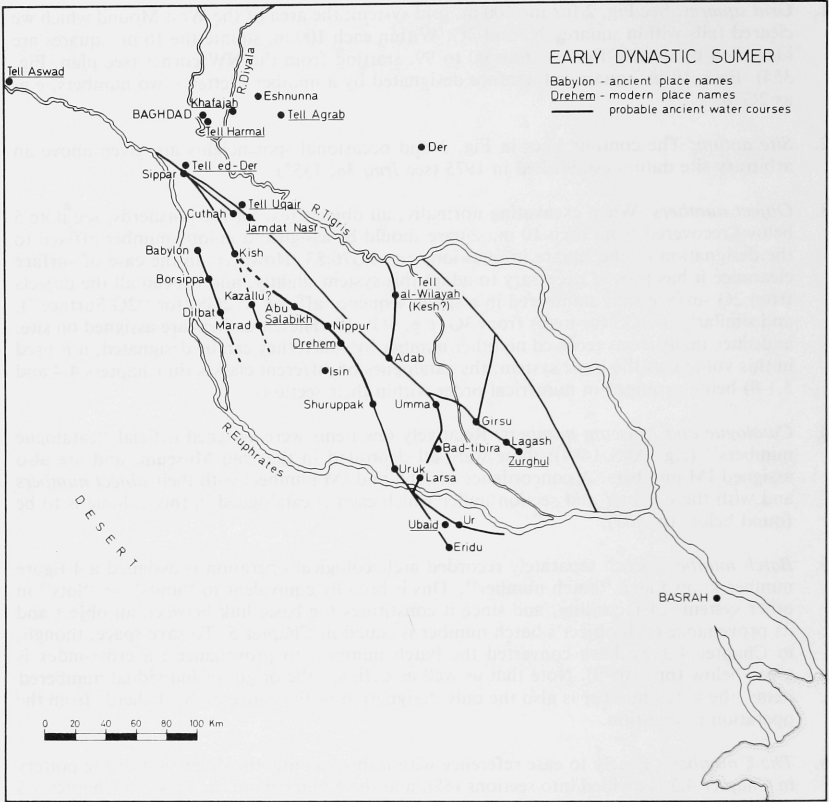 EARLY DYNASTIC SUMER
Babylon - ancient place names
Drehem - modern place names
probable ancient water courses
Tell Aswad
R. Diyala
Eshnunna
Khafajah
BAGHDAD
Tell Agrab
Tell Harmal
Der
Tell ed-Der
Sippar
Tell Uqair
R. Tigris
Cuthah
Jamdat Nasr
Babylon
Kish
Tell
al-Wilayah
(Kesh?)
Borsippa
Kazallu?
Abu
Salabikh
Dilbat
Marad
Nippur
Drehem
Adab
Isin
Shuruppak
Umma
Girsu
Lagash
Zurghul
Bad-tibira
R. Euphrates
Uruk
Larsa
Ubaid
Ur
Eridu
DESERT
BASRAH
0 20 40 60 80 100 Km